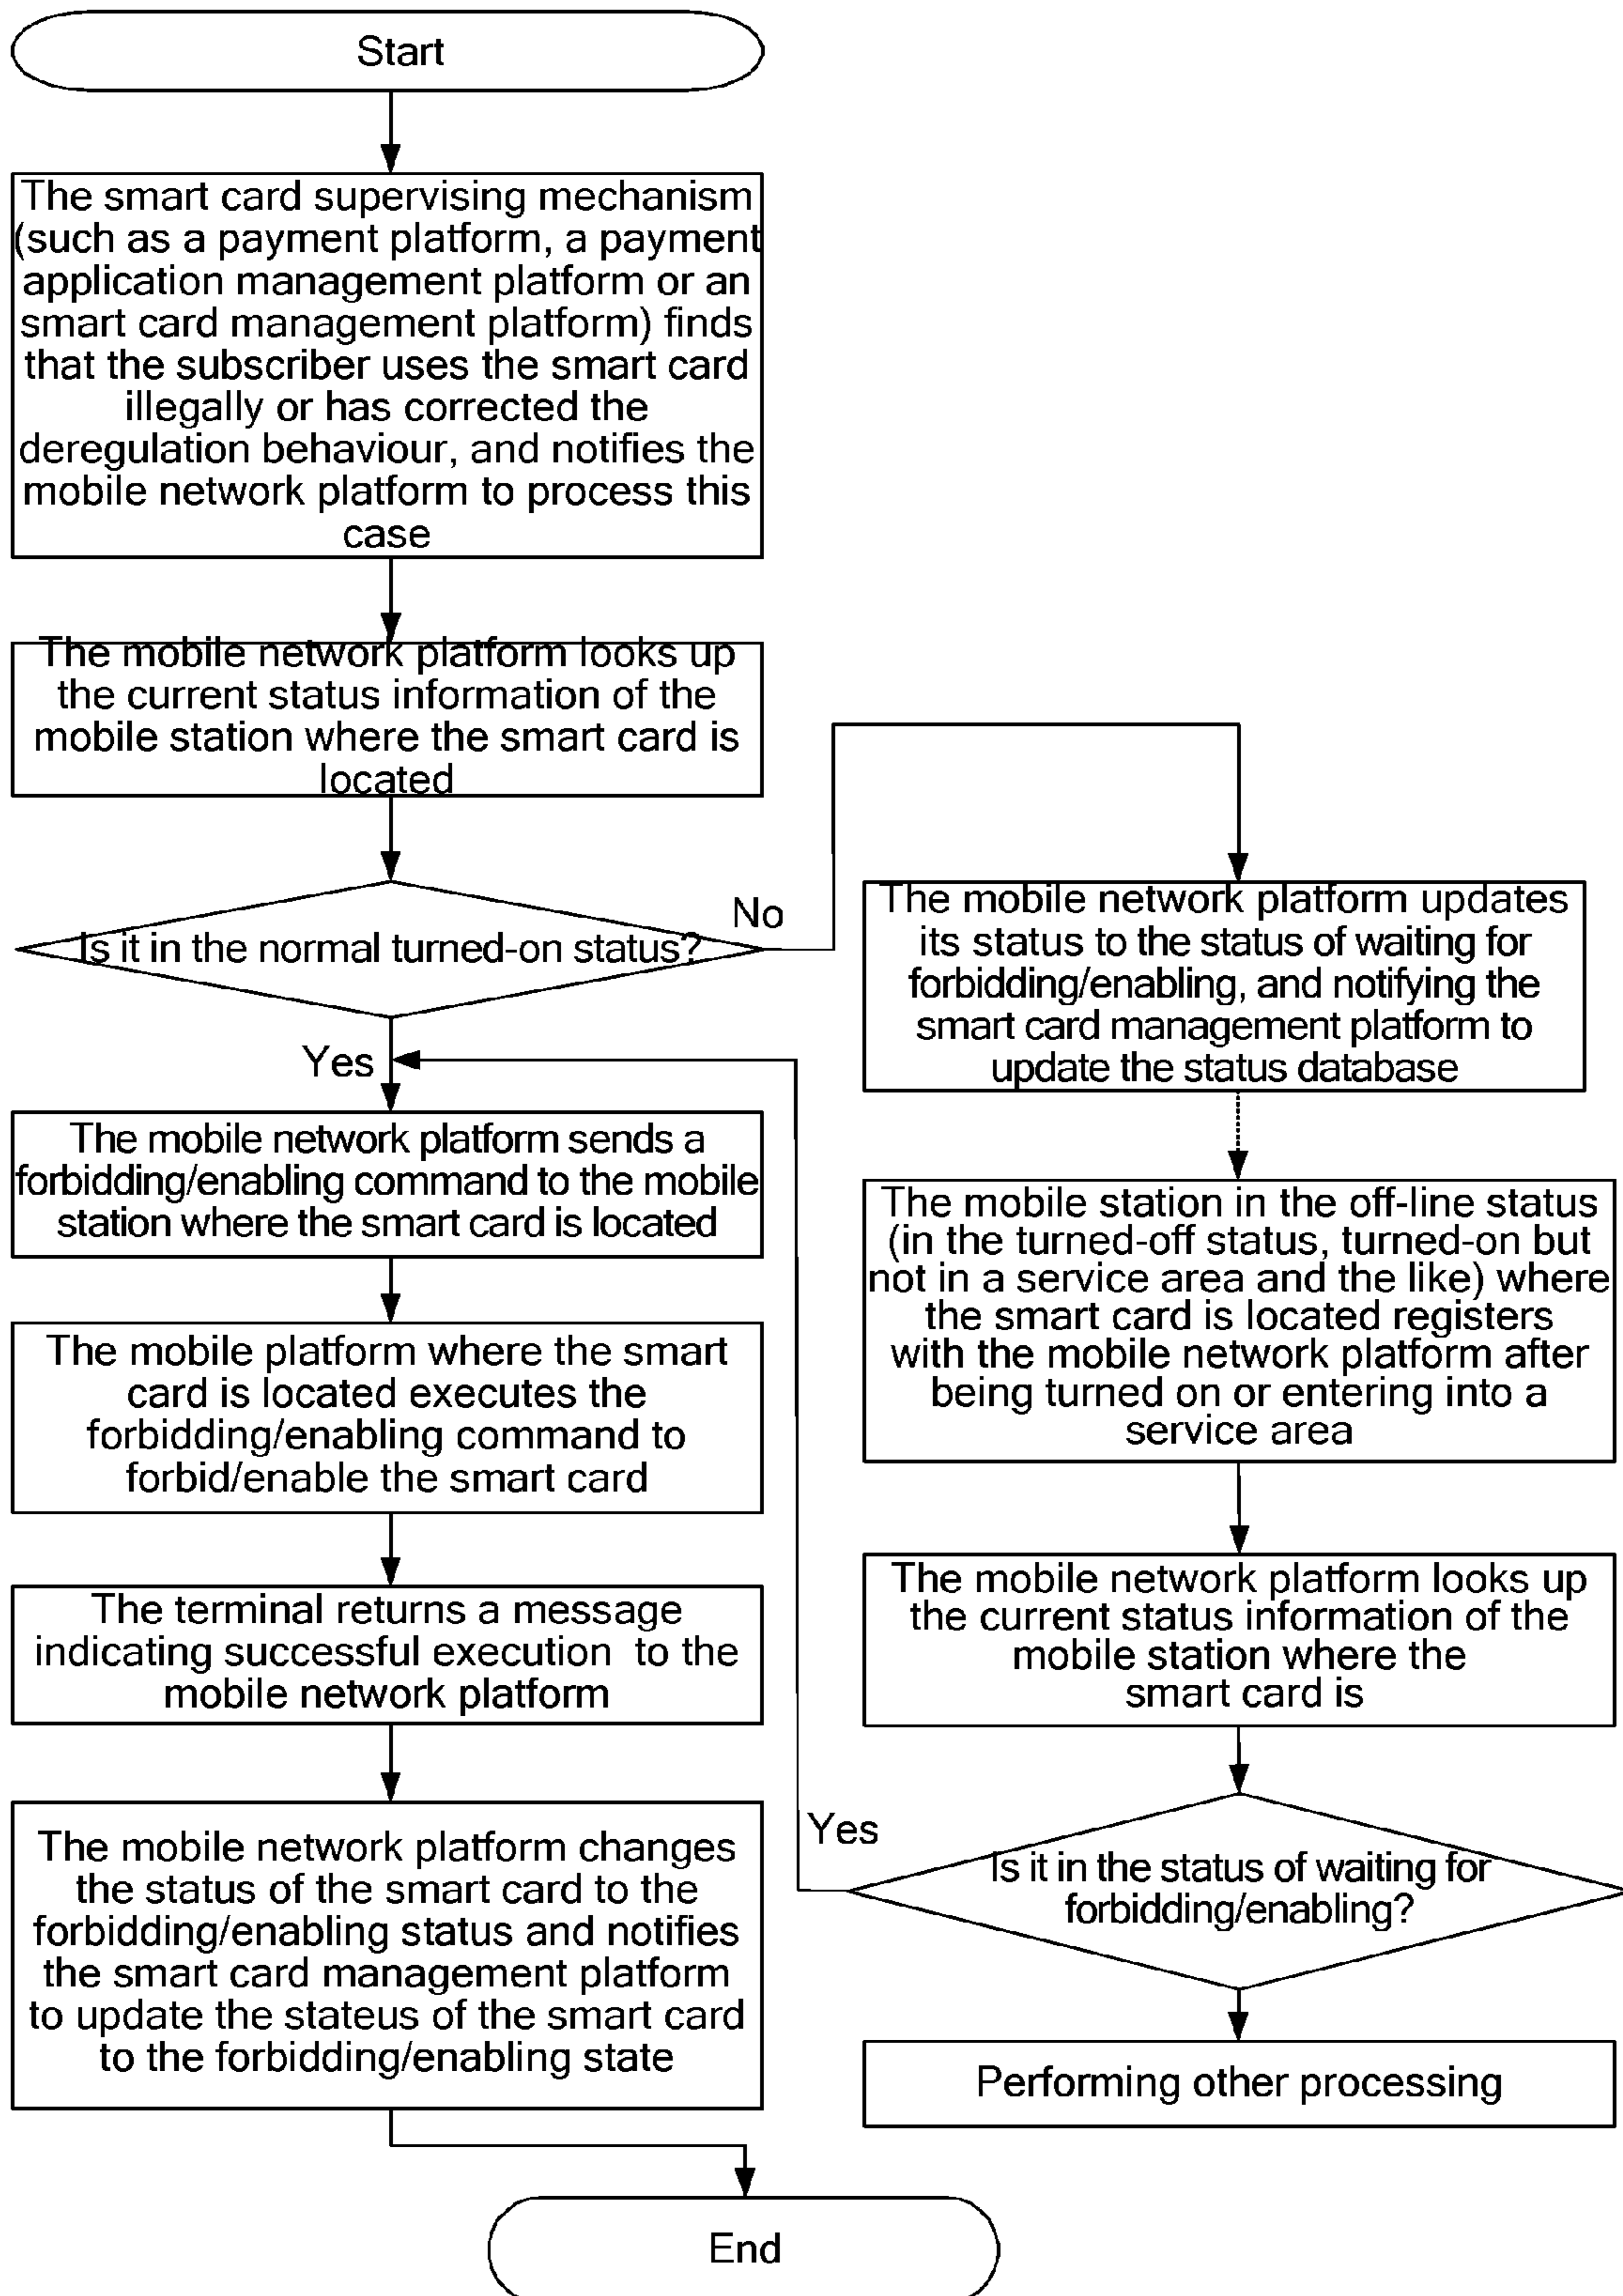 Start
The smart card supervising mechanism
(such as a payment platform, a payment
application management platform or an
smart card management platform) finds
that the subscriber uses the smart card
illegally or has corrected the
deregulation behaviour, and notifies the
mobile network platform to process this
case
The mobile network platform looks up
the current status information of the
mobile station where the smart card is
located
Is it in the normal turned-on status?
No
Yes
The mobile network platform sends a
forbidding/enabling command to the mobile
station where the smart card is located
The mobile platform where the smart
card is located executes the
forbidding/enabling command to
forbid/enable the smart card
The terminal returns a message
indicating successful execution to the
mobile network platform
The mobile network platform changes
the status of the smart card to the
forbidding/enabling status and notifies
the smart card management platform
to update the stateus of the smart card
to the forbidding/enabling state
The mobile network platform updates
its status to the status of waiting for
forbidding/enabling, and notifying the
smart card management platform to
update the status database
The mobile station in the off-line status
(in the turned-off status, turned-on but
not in a service area and the like) where
the smart card is located registers
with the mobile network platform after
being turned on or entering into a
service area
The mobile network platform looks up
the current status information of the
mobile station where the
smart card is
Yes
Is it in the status of waiting for
forbidding/enabling?
Performing other processing
End